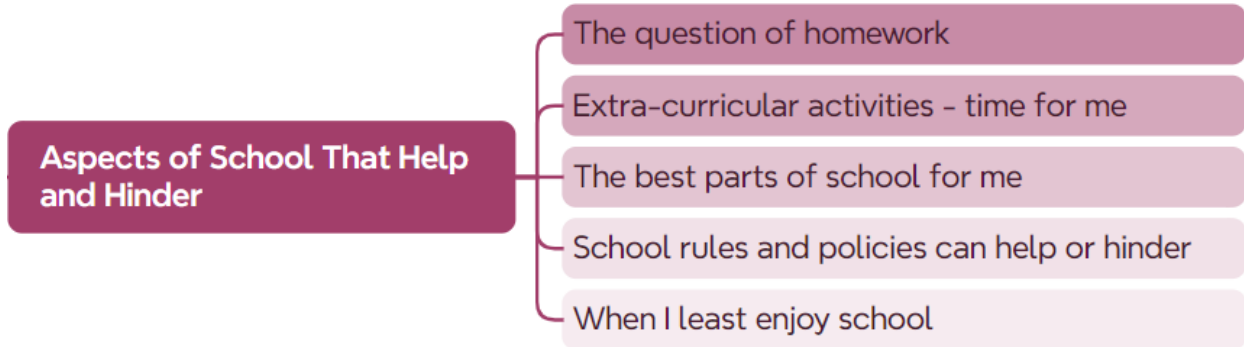 Aspects of School That Help
and Hinder
The question of homework
Extra-curricular activities - time for me
The best parts of school for me
School rules and policies can help or hinder
When I least enjoy school